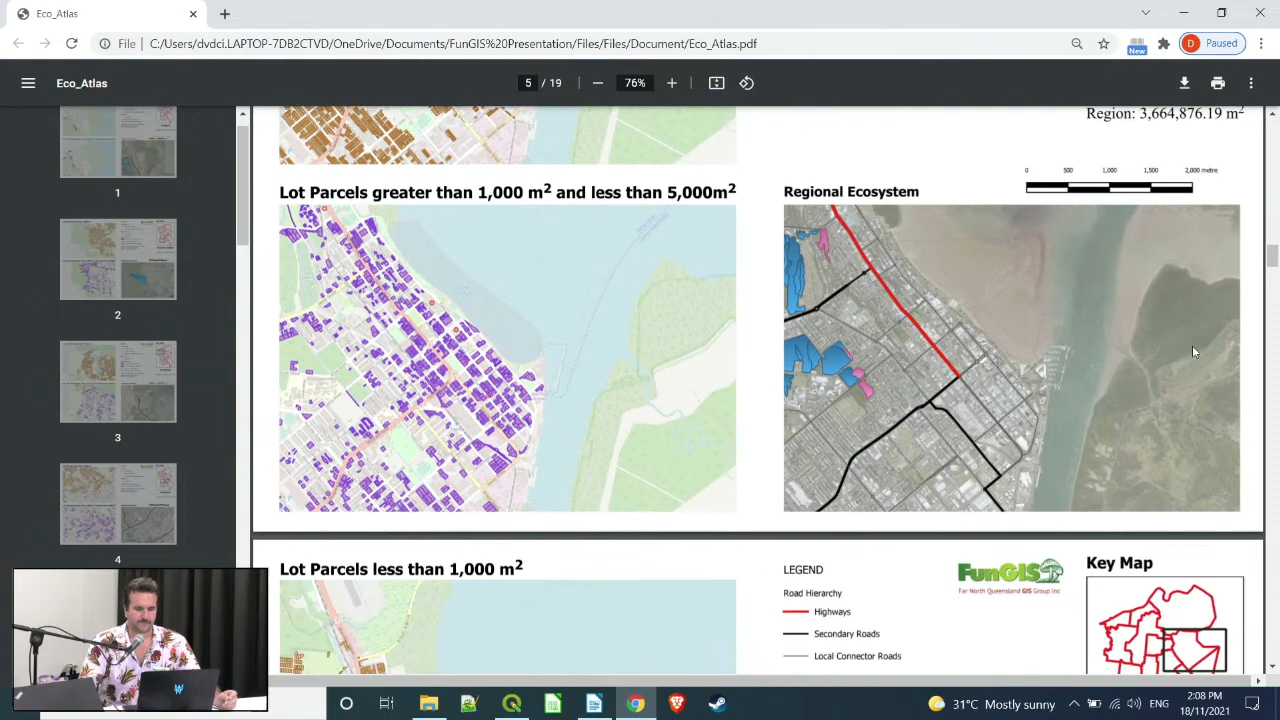 Eco_Atlas
File
C:/Users/dvdci.LAPTOP-7DB2CTVD/OneDrive/Documents/FunGIS%20Presentation/Files/Files/Document/Eco_Atlas.pdf
New
D Paused
Eco_Atlas
5 / 19
76%
Region: 3,664,876.19 m2
Lot Parcels greater than 1,000 m2 and less than 5,000m2
Regional Ecosystem
0 500 1,000 1,500 2,000 metre
1
2
3
4
Lot Parcels less than 1,000 m2
LEGEND
Road Hierarchy
Highways
Secondary Roads
Local Connector Roads
FunGIS
Far North Queensland GIS Group Inc
Key Map
31°C Mostly sunny
ENG
2:08 PM
18/11/2021